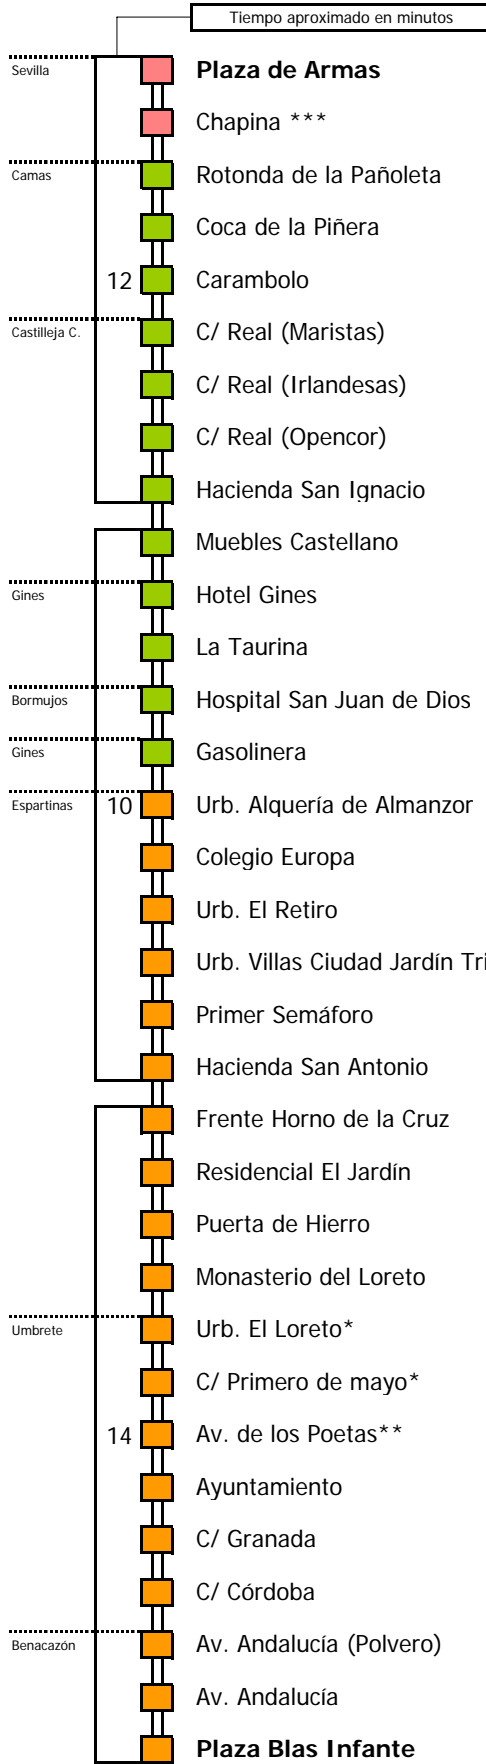 Tiempo aproximado en minutos
Sevilla Plaza de Armas
Chapina ***
Camas Rotonda de la Pañoleta
Coca de la Piñera
12 Carambolo
Castilleja C. C/ Real (Maristas)
C/ Real (Irlandesas)
C/ Real (Opencor)
Hacienda San Ignacio
Muebles Castellano
Gines Hotel Gines
La Taurina
Bormujos Hospital San Juan de Dios
Gines Gasolinera
Espartinas 10 Urb. Alquería de Almanzor
Colegio Europa
Urb. El Retiro
Urb. Villas Ciudad Jardín Tri
Primer Semáforo
Hacienda San Antonio
Frente Horno de la Cruz
Residencial El Jardín
Puerta de Hierro
Monasterio del Loreto
Umbrete Urb. El Loreto*
C/ Primero de mayo*
14 Av. de los Poetas**
Ayuntamiento
C/ Granada
C/ Córdoba
Benacazón Av. Andalucía (Polvero)
Av. Andalucía
Plaza Blas Infante